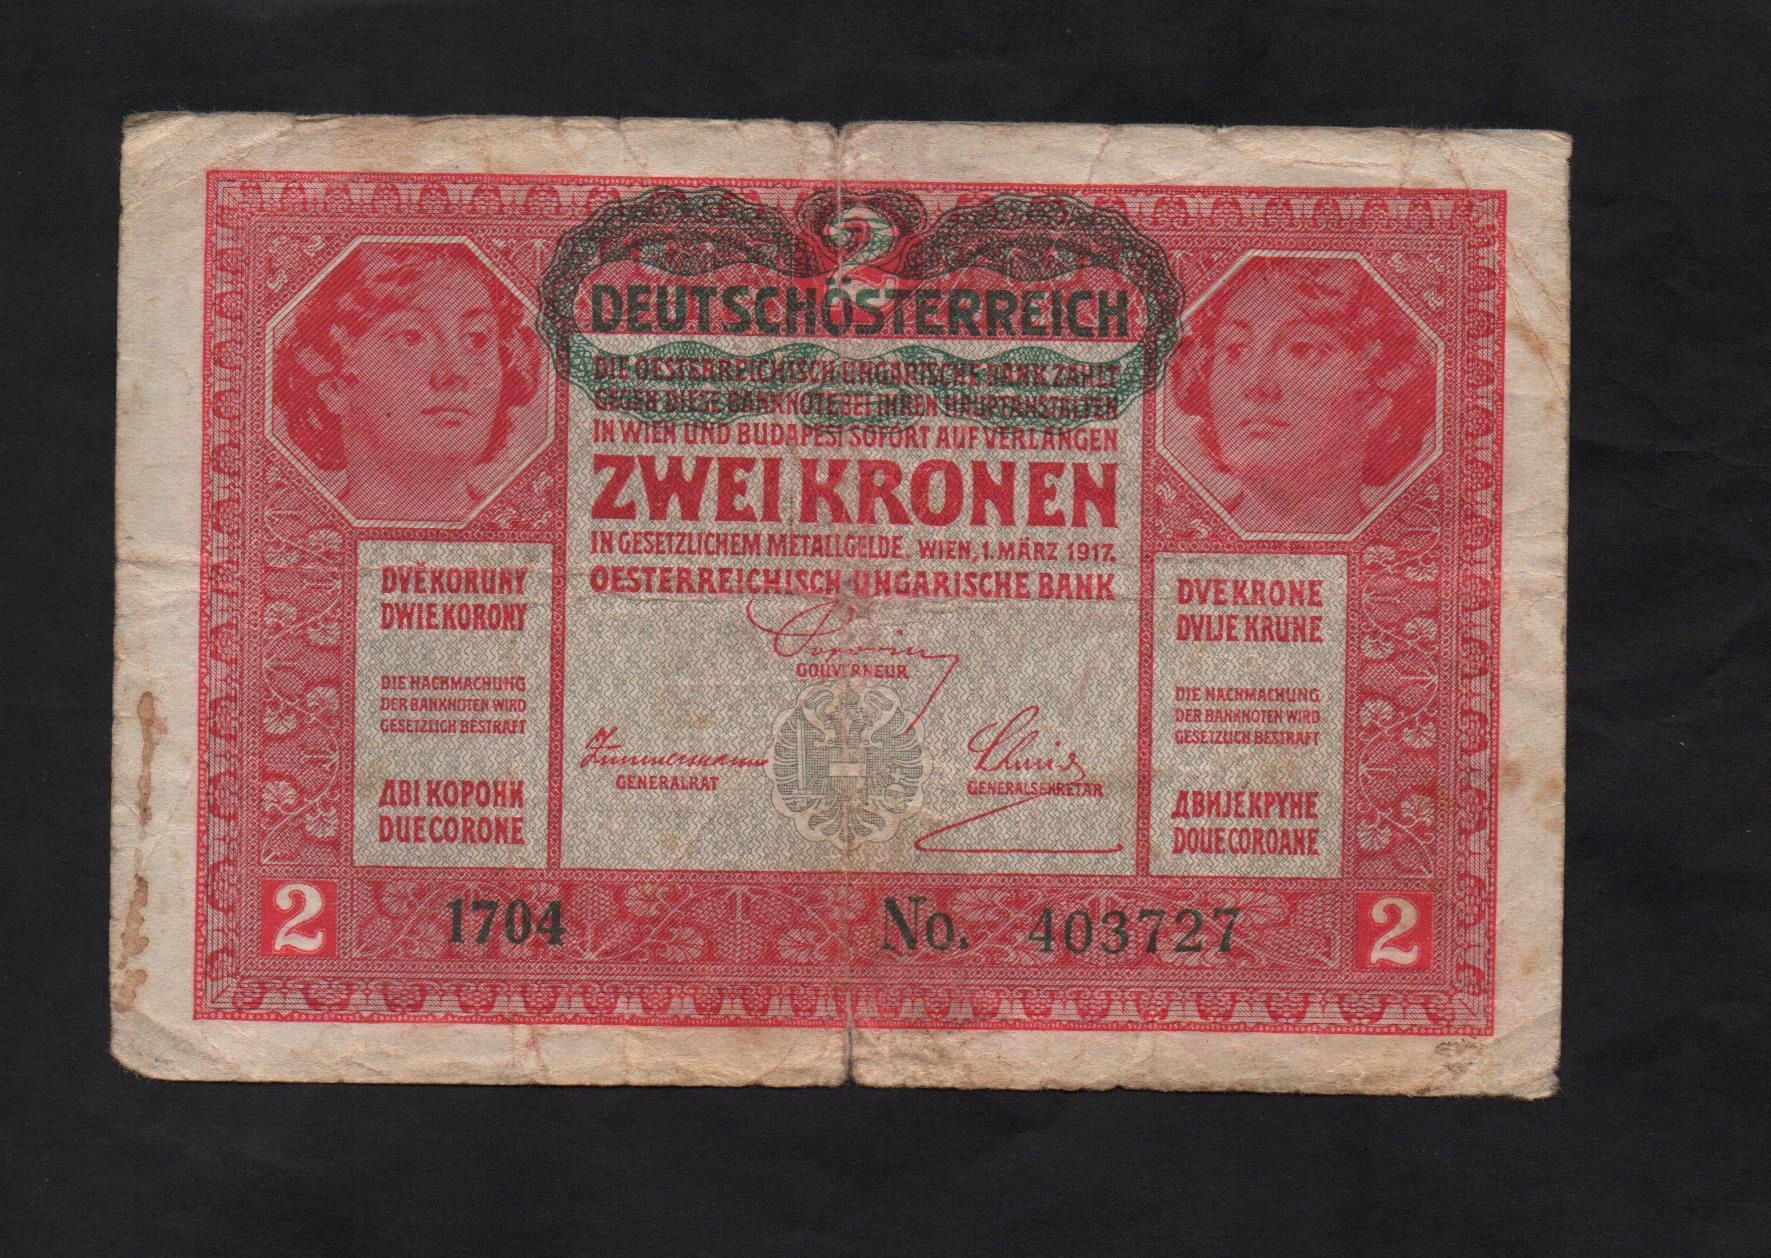 2
DEUTSCHÖSTERREICH
DIE OESTERREICHISCH-UNGARISCHE BANK ZAHLT
GEGEN DIESE BANKNOTE BEI IHREN HAUPTANSTALTEN
IN WIEN UND BUDAPEST SOFORT AUF VERLANGEN
ZWEI KRONEN
IN GESETZLICHEM METALLGELDE. WIEN, 1. MÄRZ 1917.
OESTERREICHISCH-UNGARISCHE BANK
GOUVERNEUR
Zimmermann
GENERALRAT
GENERALSEKRETÄR
DVĚ KORUNY
DWIE KORONY
DIE NACHMACHUNG
DER BANKNOTEN WIRD
GESETZLICH BESTRAFT
ДВІ КОРОНИ
DUE CORONE
DVE KRONE
DVIJE KRUNE
DIE NACHMACHUNG
DER BANKNOTEN WIRD
GESETZLICH BESTRAFT
ДВИЈЕ КРУНЕ
DOUE COROANE
2 1704 No. 403727 2